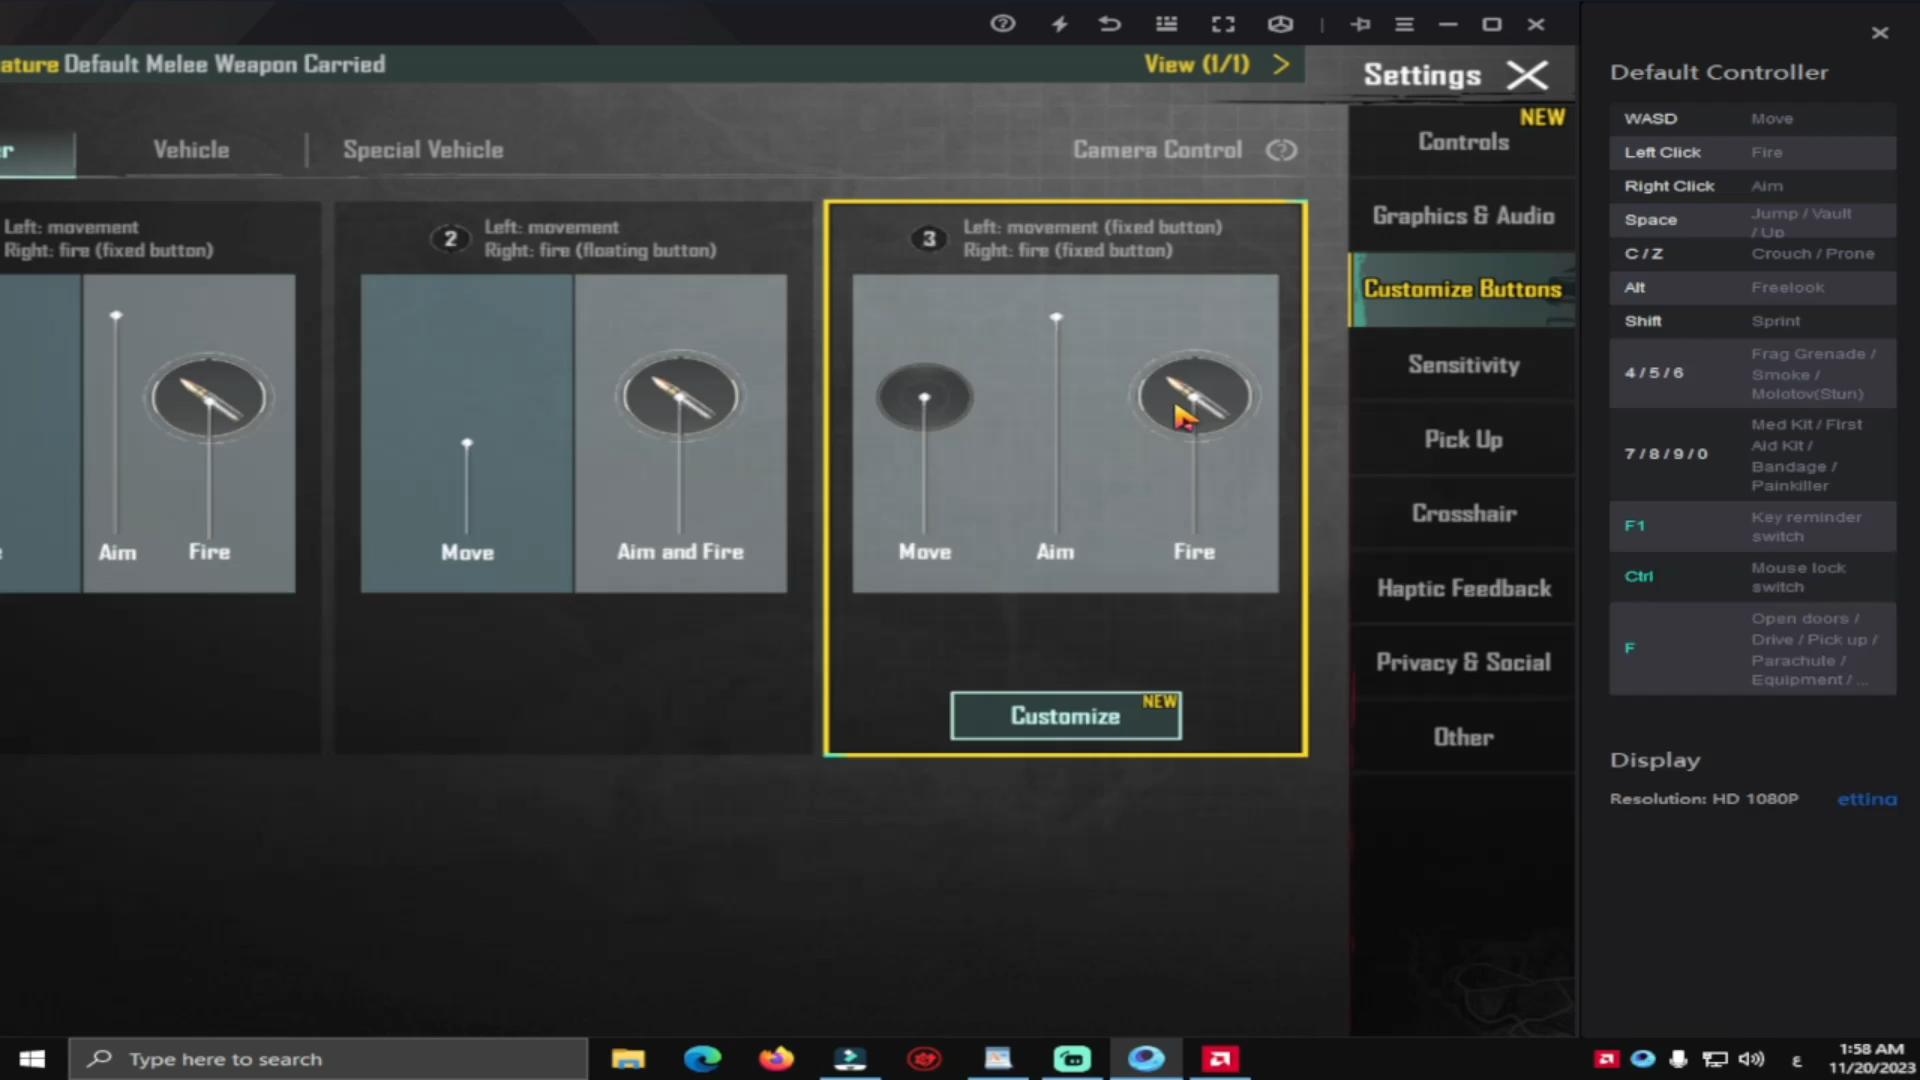 ature Default Melee Weapon Carried
View (1/1) >
Settings
r
Vehicle
Special Vehicle
Camera Control
Left: movement
Right: fire (fixed button)
Aim
Fire
2
Left: movement
Right: fire (floating button)
Move
Aim and Fire
3
Left: movement (fixed button)
Right: fire (fixed button)
Move
Aim
Fire
Customize
NEW
NEW
Controls
Graphics & Audio
Customize Buttons
Sensitivity
Pick Up
Crosshair
Haptic Feedback
Privacy & Social
Other
Default Controller
WASD Move
Left Click Fire
Right Click Aim
Space Jump / Vault
/ Up
C / Z Crouch / Prone
Alt Freelook
Shift Sprint
4 / 5 / 6 Frag Grenade /
Smoke /
Molotov(Stun)
7 / 8 / 9 / 0 Med Kit / First
Aid Kit /
Bandage /
Painkiller
F1 Key reminder
switch
Ctrl Mouse lock
switch
F Open doors /
Drive / Pick up /
Parachute /
Equipment / ...
Display
Resolution: HD 1080P etting
Type here to search
ع
1:58 AM
11/20/2023